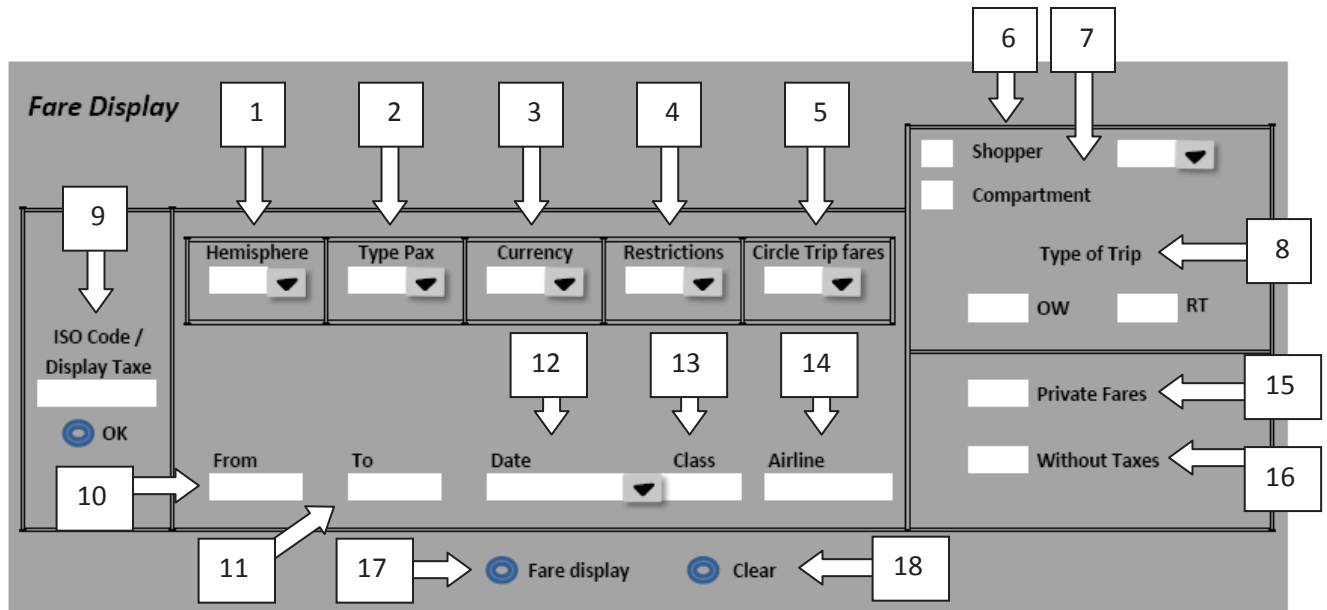 6 7
Fare Display
1 2 3 4 5
Shopper
Compartment
9
8
Hemisphere Type Pax Currency Restrictions Circle Trip fares
Type of Trip
OW RT
ISO Code /
Display Taxe
12 13 14
15
Private Fares
OK
From To Date Class Airline
Without Taxes
16
10
11 17 Fare display Clear 18